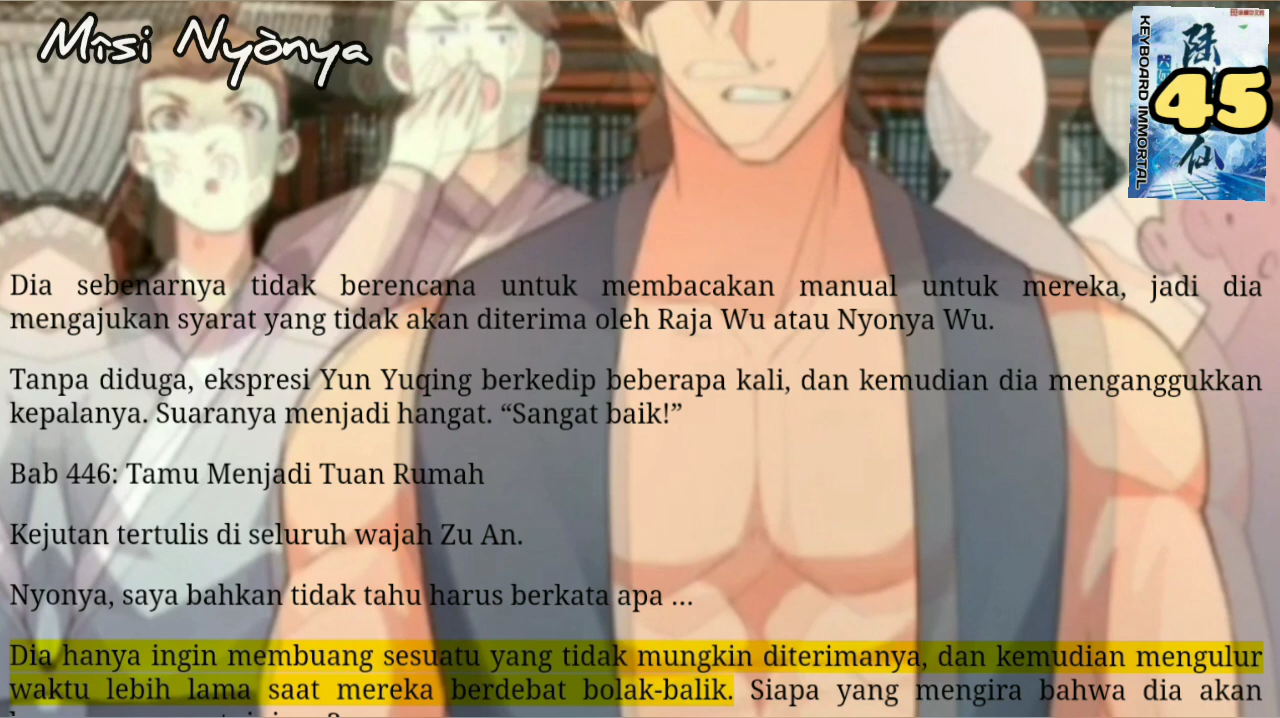 Mîsi Nyònya
KEYBOARD IMMORTAL
45
Dia sebenarnya tidak berencana untuk membacakan manual untuk mereka, jadi dia
mengajukan syarat yang tidak akan diterima oleh Raja Wu atau Nyonya Wu.
Tanpa diduga, ekspresi Yun Yuqing berkedip beberapa kali, dan kemudian dia menganggukkan
kepalanya. Suaranya menjadi hangat. “Sangat baik!”
Bab 446: Tamu Menjadi Tuan Rumah
Kejutan tertulis di seluruh wajah Zu An.
Nyonya, saya bahkan tidak tahu harus berkata apa …
Dia hanya ingin membuang sesuatu yang tidak mungkin diterimanya, dan kemudian mengulur
waktu lebih lama saat mereka berdebat bolak-balik. Siapa yang mengira bahwa dia akan